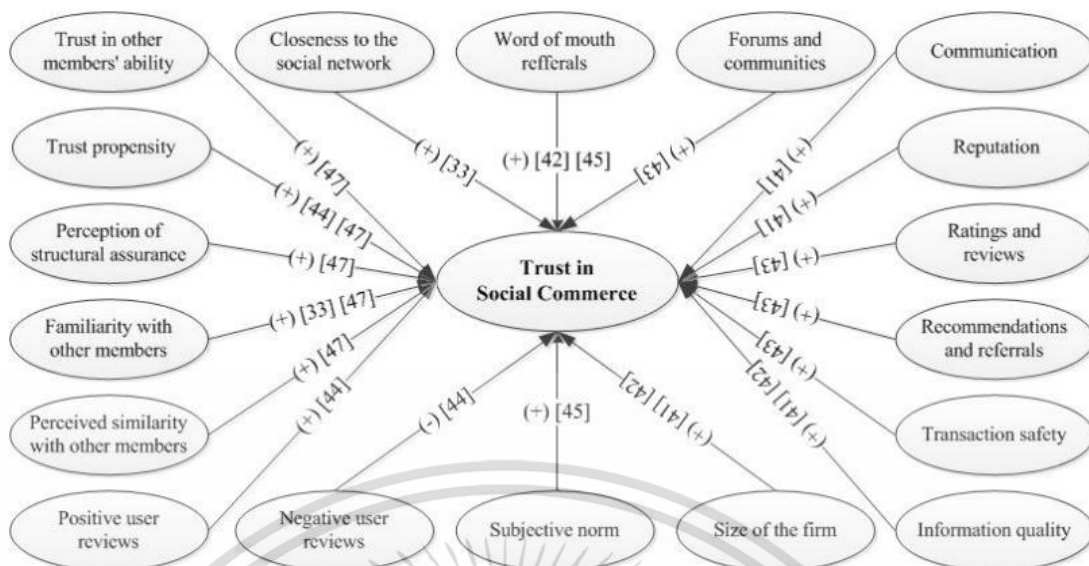 Trust in other
members' ability
Closeness to the
social network
Word of mouth
refferals
Forums and
communities
Communication
Trust propensity
(+) [47]
(+) [33]
(+) [42] [45]
(+) [43]
(+) [41]
Reputation
(+) [44] [47]
(+) [41]
Perception of
structural assurance
(+) [47]
Trust in
Social Commerce
(+) [43]
Ratings and
reviews
Familiarity with
other members
(+) [33] [47]
(+) [43]
Recommendations
and referrals
Perceived similarity
with other members
(+) [47]
(+) [44]
(-) [44]
(+) [45]
(+) [41] [42]
(+) [43]
(+) [41] [42]
Transaction safety
Positive user
reviews
Negative user
reviews
Subjective norm
Size of the firm
Information quality